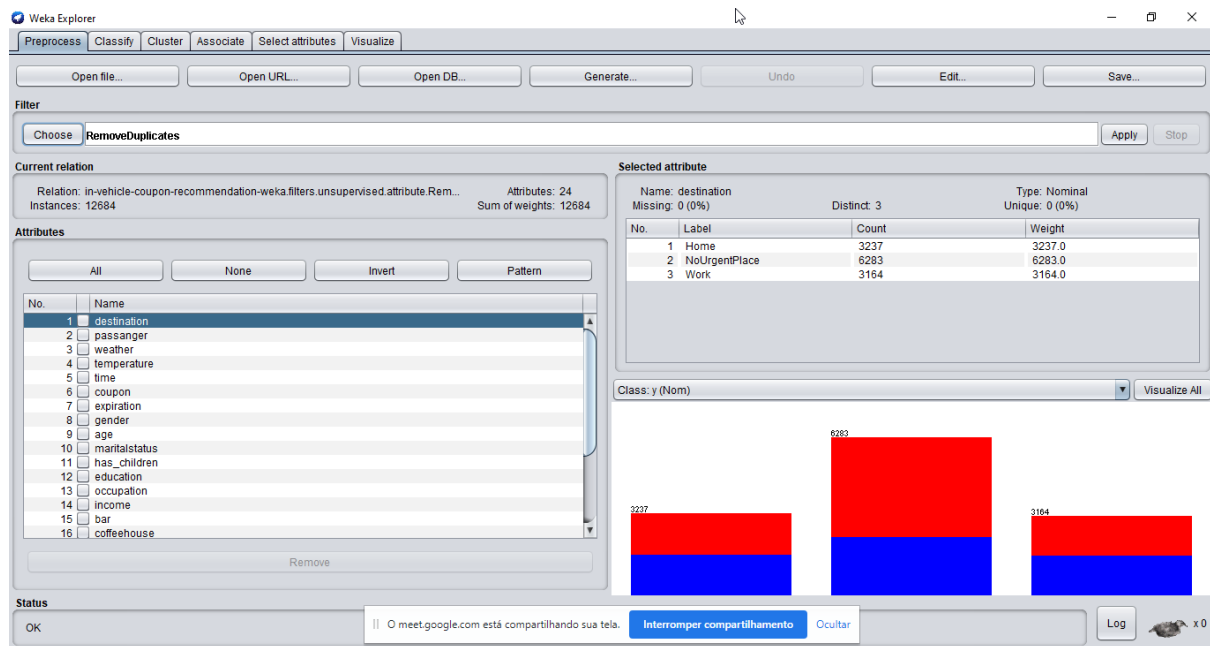 Weka Explorer
Preprocess Classify Cluster Associate Select attributes Visualize
Open file... Open URL... Open DB... Generate... Undo Edit... Save...
Filter
Choose RemoveDuplicates Apply Stop
Current relation
Relation: in-vehicle-coupon-recommendation-weka.filters.unsupervised.attribute.Rem... Attributes: 24
Instances: 12684 Sum of weights: 12684
Attributes
All None Invert Pattern
No. Name
1 destination
2 passanger
3 weather
4 temperature
5 time
6 coupon
7 expiration
8 gender
9 age
10 maritalstatus
11 has_children
12 education
13 occupation
14 income
15 bar
16 coffeehouse
Remove
Selected attribute
Name: destination Type: Nominal
Missing: 0 (0%) Distinct: 3 Unique: 0 (0%)
No. Label Count Weight
1 Home 3237 3237.0
2 NoUrgentPlace 6283 6283.0
3 Work 3164 3164.0
Class: y (Nom) Visualize All
3237
6283
3164
Status
OK
O meet.google.com está compartilhando sua tela. Interromper compartilhamento Ocultar
Log x 0